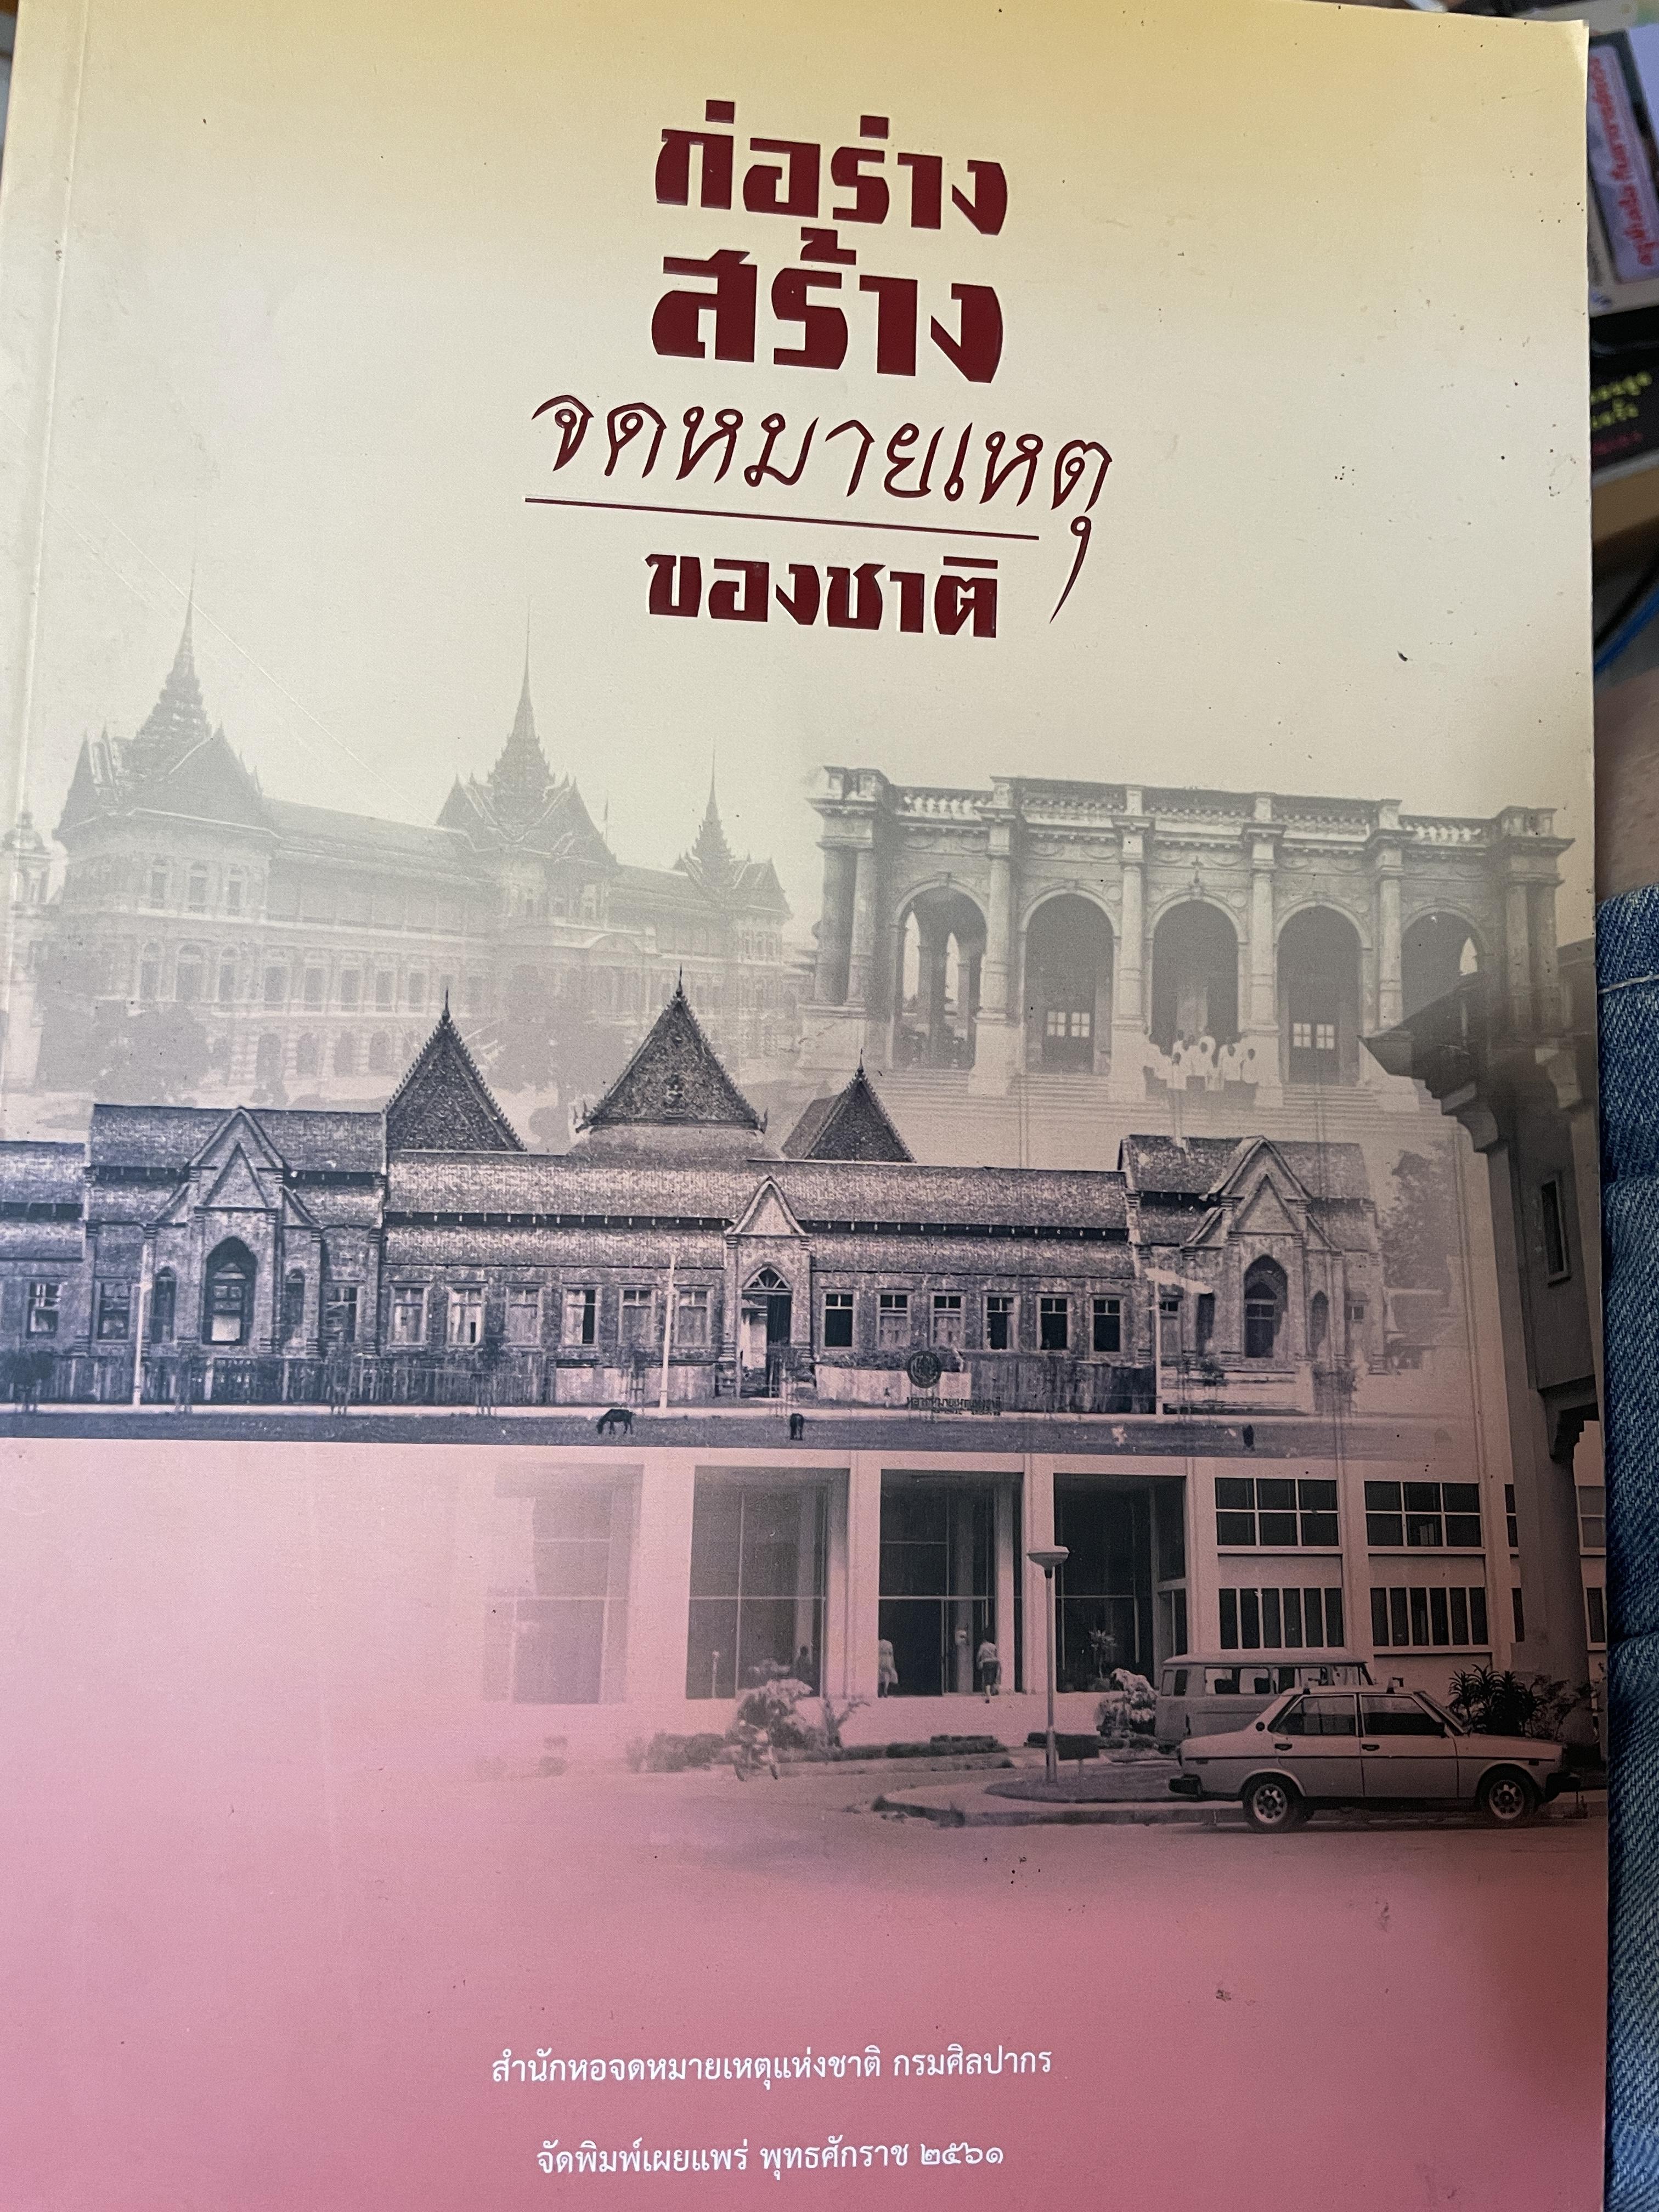 ก่อร่าง
สร้าง
จดหมายเหตุ
ของชาติ
สำนักหอจดหมายเหตุแห่งชาติ กรมศิลปากร
จัดพิมพ์เผยแพร่ พุทธศักราช ๒๕๖๑